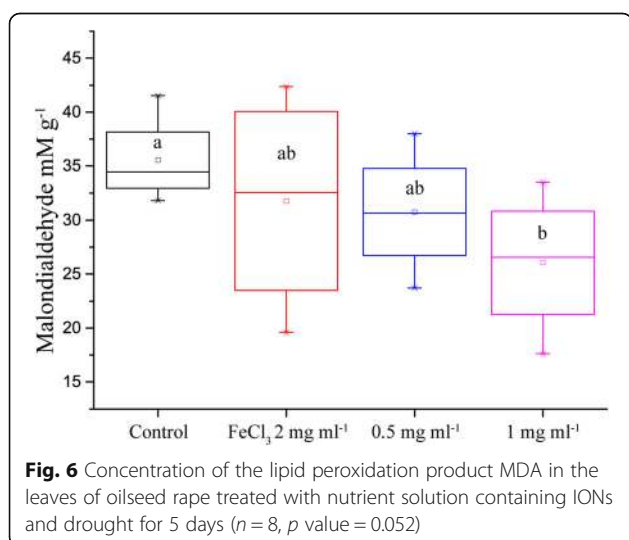 Malondialdehyde mM g⁻¹
45
40
35
30
25
20
15
a
ab
ab
b
Control
FeCl₃ 2 mg ml⁻¹
0.5 mg ml⁻¹
1 mg ml⁻¹
Fig. 6 Concentration of the lipid peroxidation product MDA in the
leaves of oilseed rape treated with nutrient solution containing IONs
and drought for 5 days (n = 8, p value = 0.052)